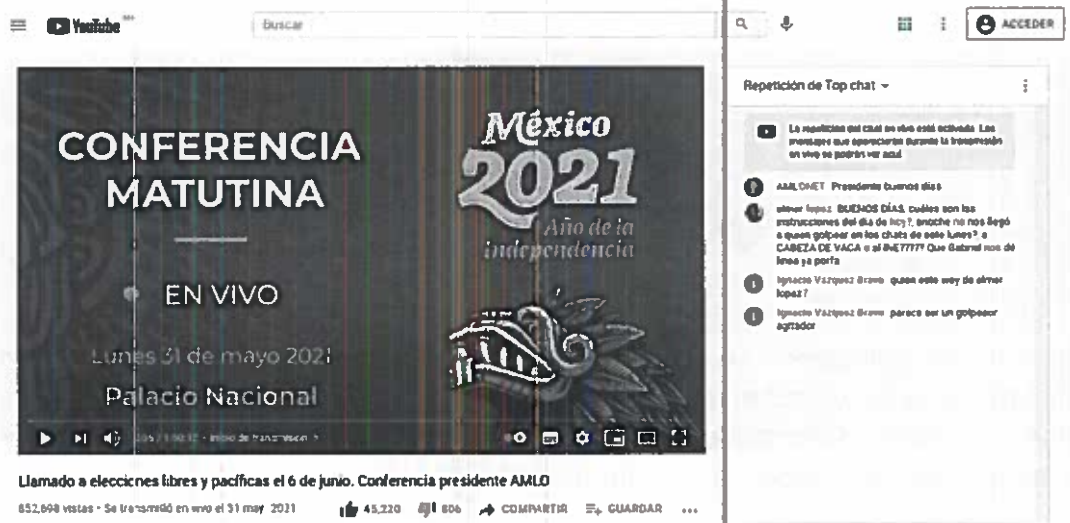 YouTube MX
Buscar
ACCEDER
CONFERENCIA
MATUTINA
EN VIVO
Lunes 31 de mayo 2021
Palacio Nacional
México
2021
Año de la
independencia
Llamado a elecciones libres y pacíficas el 6 de junio. Conferencia presidente AMLO
852,698 vistas • Se transmitió en vivo el 31 may. 2021
45,220
806
COMPARTIR
GUARDAR
Repetición de Top chat
La repetición del chat en vivo está activada. Los
mensajes que aparecieron durante la transmisión
en vivo se podrán ver aquí.
AMLONET Presidente buenos días
elmer lopez BUENOS DÍAS, cuáles son las
instrucciones del dia de hoy?, anoche no nos llegó
a quien golpear en los chats de este lunes?, a
CABEZA DE VACA o al INE????? Que Gabriel nos dé
linea ya porfa
Ignacio Vázquez Bravo quien este wey de elmer
lopez?
Ignacio Vázquez Bravo parece ser un golpeador
agitador